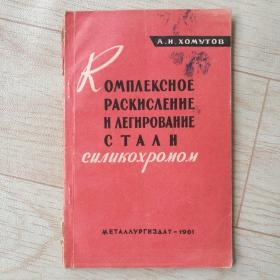 А.Н.ХОМУТОВ
КОМПЛЕКСНОЕ
РАСКИСЛЕНИЕ
И ЛЕГИРОВАНИЕ
СТАЛИ
силикохромом
МЕТАЛЛУРГИЗДАТ-1961